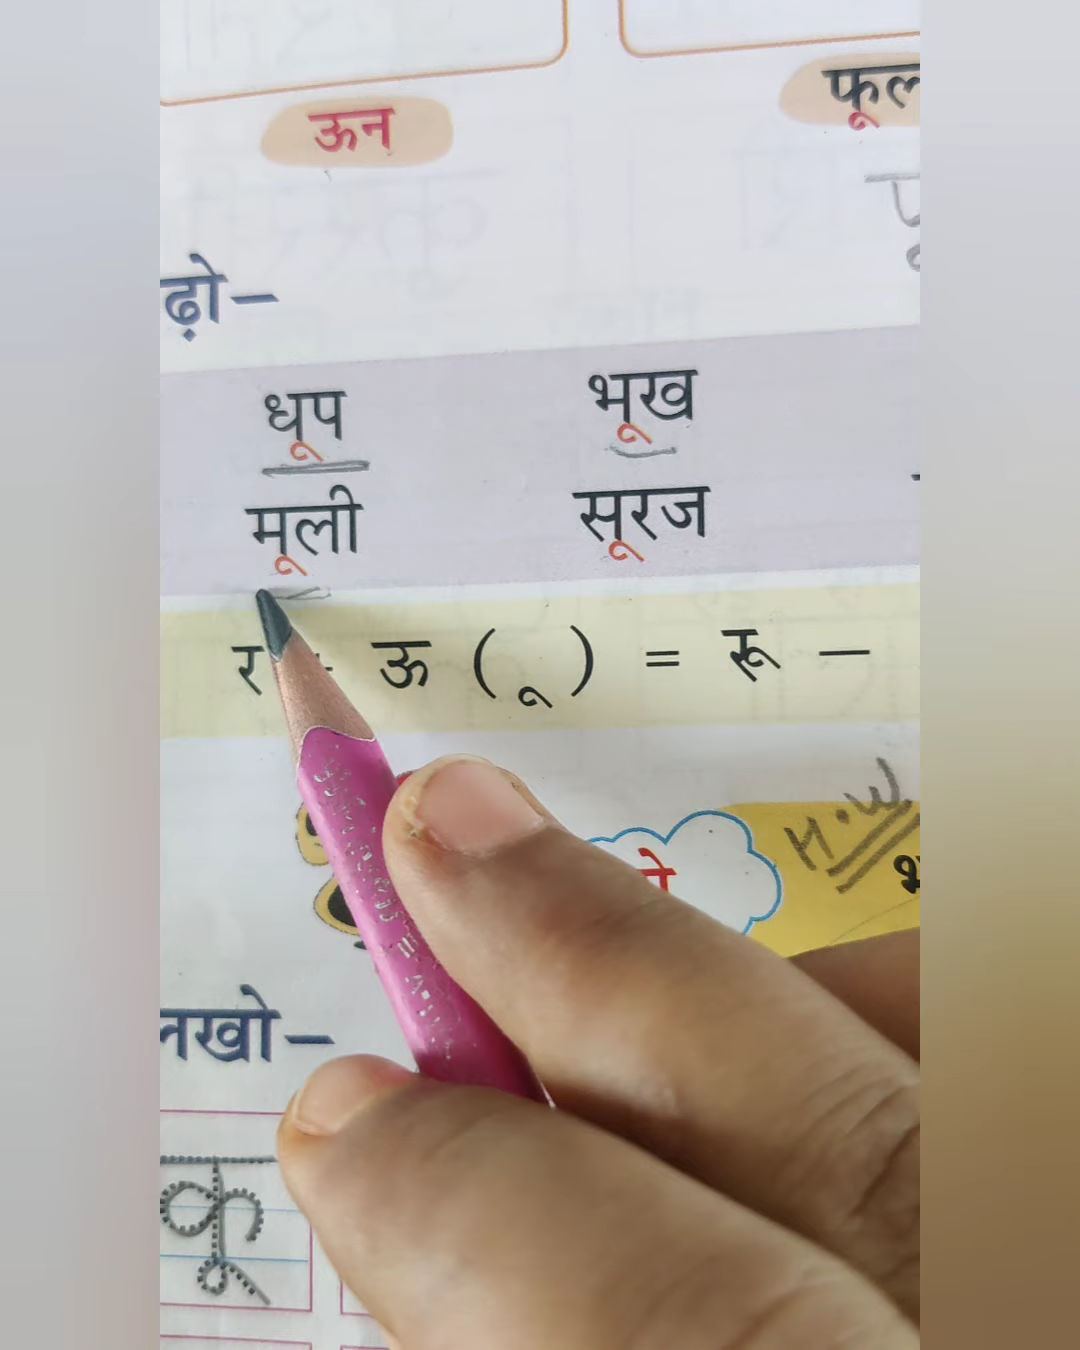 ऊन फूल
ढ़ो–
धूप भूख
मूली सूरज
र + ऊ ( ू ) = रू –
H.W
नखो–
कू